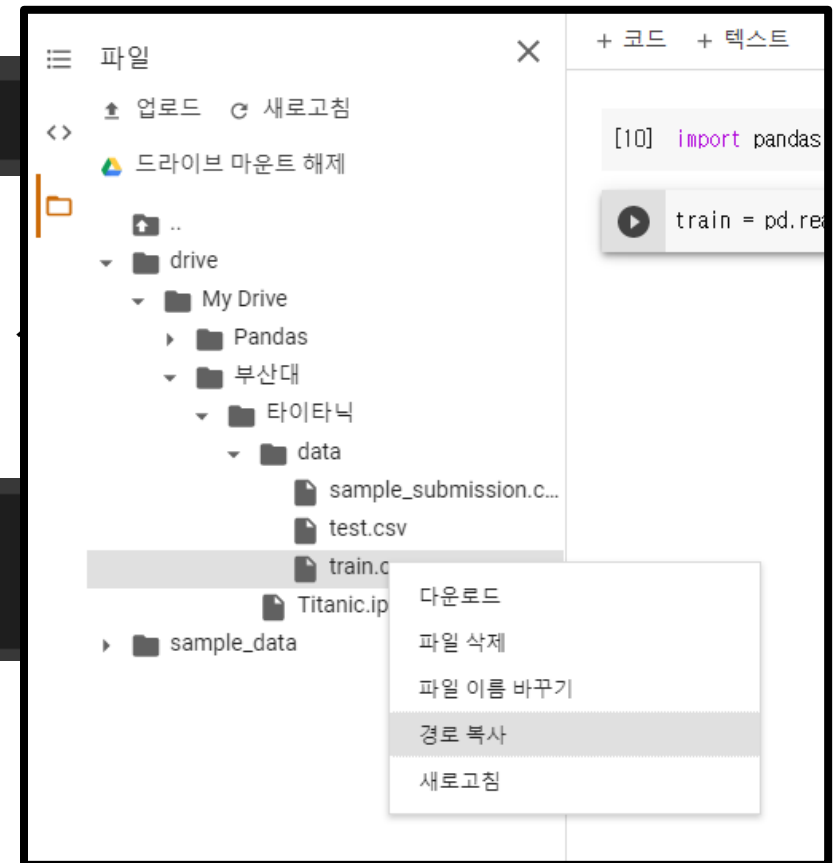 파일
업로드 새로고침
드라이브 마운트 해제
..
drive
My Drive
Pandas
부산대
타이타닉
data
sample_submission.c...
test.csv
train.c
Titanic.ip
sample_data
다운로드
파일 삭제
파일 이름 바꾸기
경로 복사
새로고침
+ 코드 + 텍스트
[10] import pandas
train = pd.rea